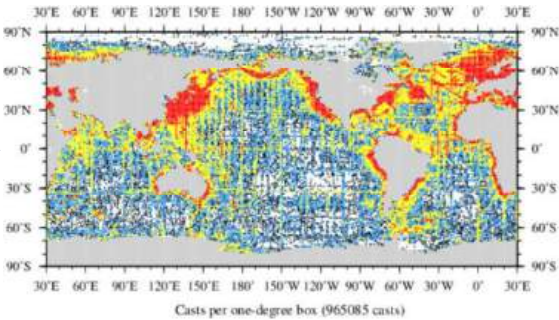 30˚E 60˚E 90˚E 120˚E 150˚E 180˚ 150˚W 120˚W 90˚W 60˚W 30˚W 0˚ 30˚E
90˚N 90˚N
60˚N 60˚N
30˚N 30˚N
0˚ 0˚
30˚S 30˚S
60˚S 60˚S
90˚S 90˚S
30˚E 60˚E 90˚E 120˚E 150˚E 180˚ 150˚W 120˚W 90˚W 60˚W 30˚W 0˚ 30˚E
Casts per one-degree box (965085 casts)